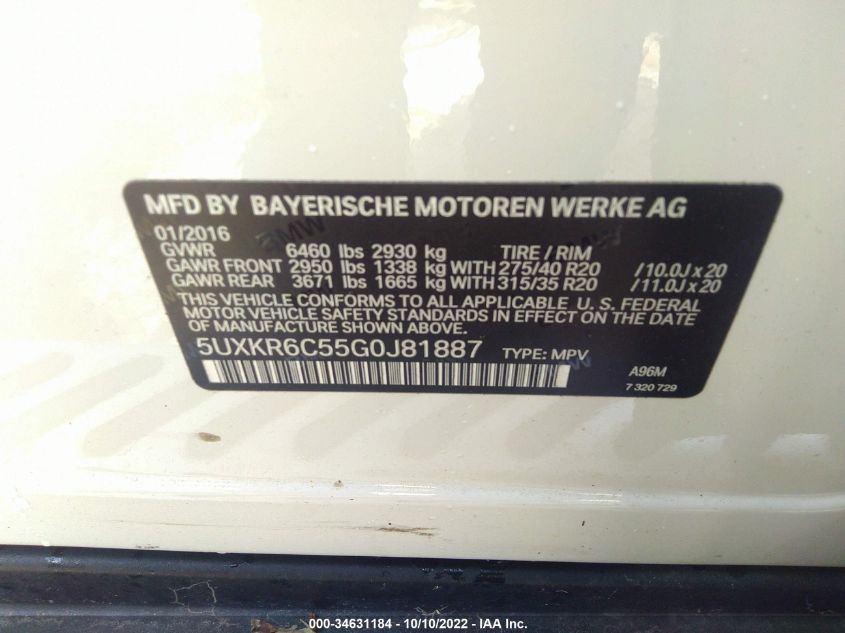 MFD BY BAYERISCHE MOTOREN WERKE AG
01/2016
GVWR 6460 lbs 2930 kg TIRE / RIM
GAWR FRONT 2950 lbs 1338 kg WITH 275/40 R20 /10.0J x 20
GAWR REAR 3671 lbs 1665 kg WITH 315/35 R20 /11.0J x 20
THIS VEHICLE CONFORMS TO ALL APPLICABLE U. S. FEDERAL
MOTOR VEHICLE SAFETY STANDARDS IN EFFECT ON THE DATE
OF MANUFACTURE SHOWN ABOVE.
5UXKR6C55G0J81887 TYPE: MPV
A96M
7 320 729
000-34631184 - 10/10/2022 - IAA Inc.